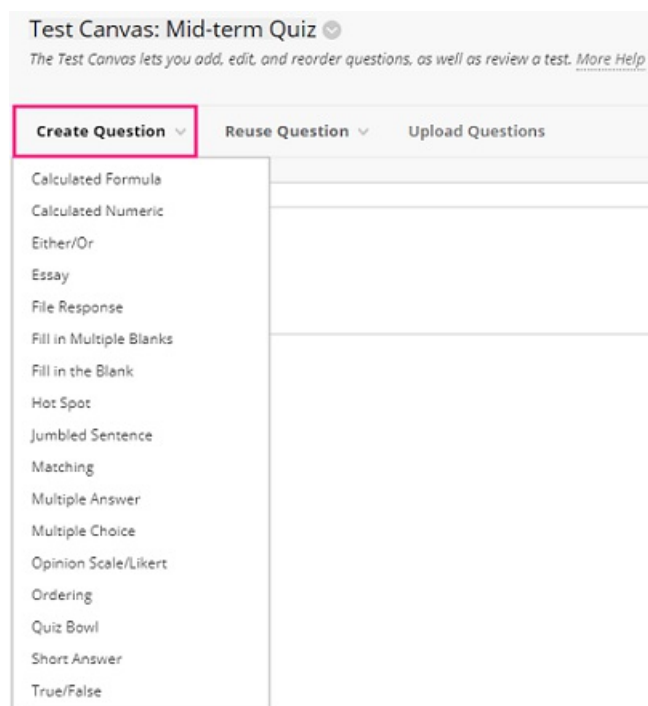 Test Canvas: Mid-term Quiz
The Test Canvas lets you add, edit, and reorder questions, as well as review a test. More Help
Create Question Reuse Question Upload Questions
Calculated Formula
Calculated Numeric
Either/Or
Essay
File Response
Fill in Multiple Blanks
Fill in the Blank
Hot Spot
Jumbled Sentence
Matching
Multiple Answer
Multiple Choice
Opinion Scale/Likert
Ordering
Quiz Bowl
Short Answer
True/False